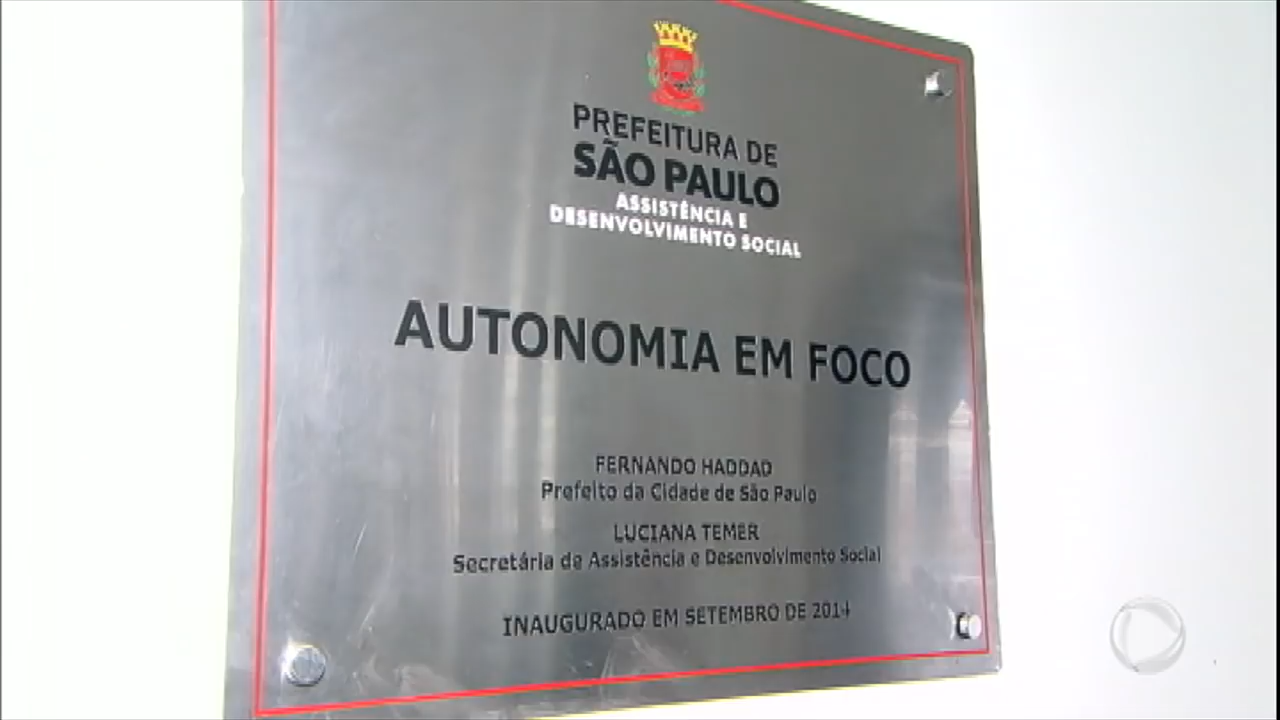 PREFEITURA DE
SÃO PAULO
ASSISTÊNCIA E
DESENVOLVIMENTO SOCIAL
AUTONOMIA EM FOCO
FERNANDO HADDAD
Prefeito da Cidade de São Paulo
LUCIANA TEMER
Secretária de Assistência e Desenvolvimento Social
INAUGURADO EM SETEMBRO DE 2014